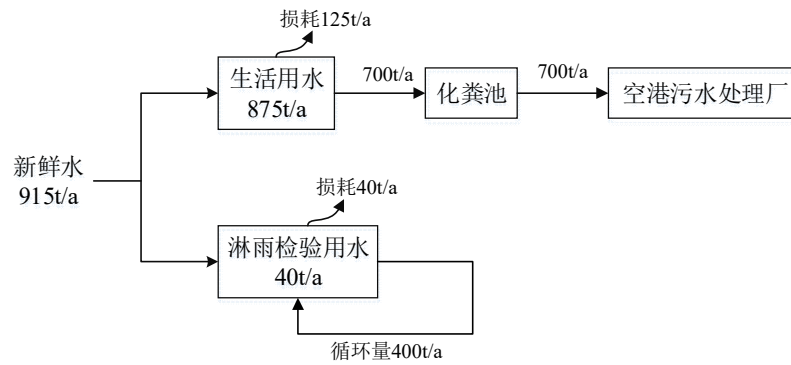 损耗125t/a
生活用水
875t/a
700t/a
化粪池
700t/a
空港污水处理厂
新鲜水
915t/a
损耗40t/a
淋雨检验用水
40t/a
循环量400t/a